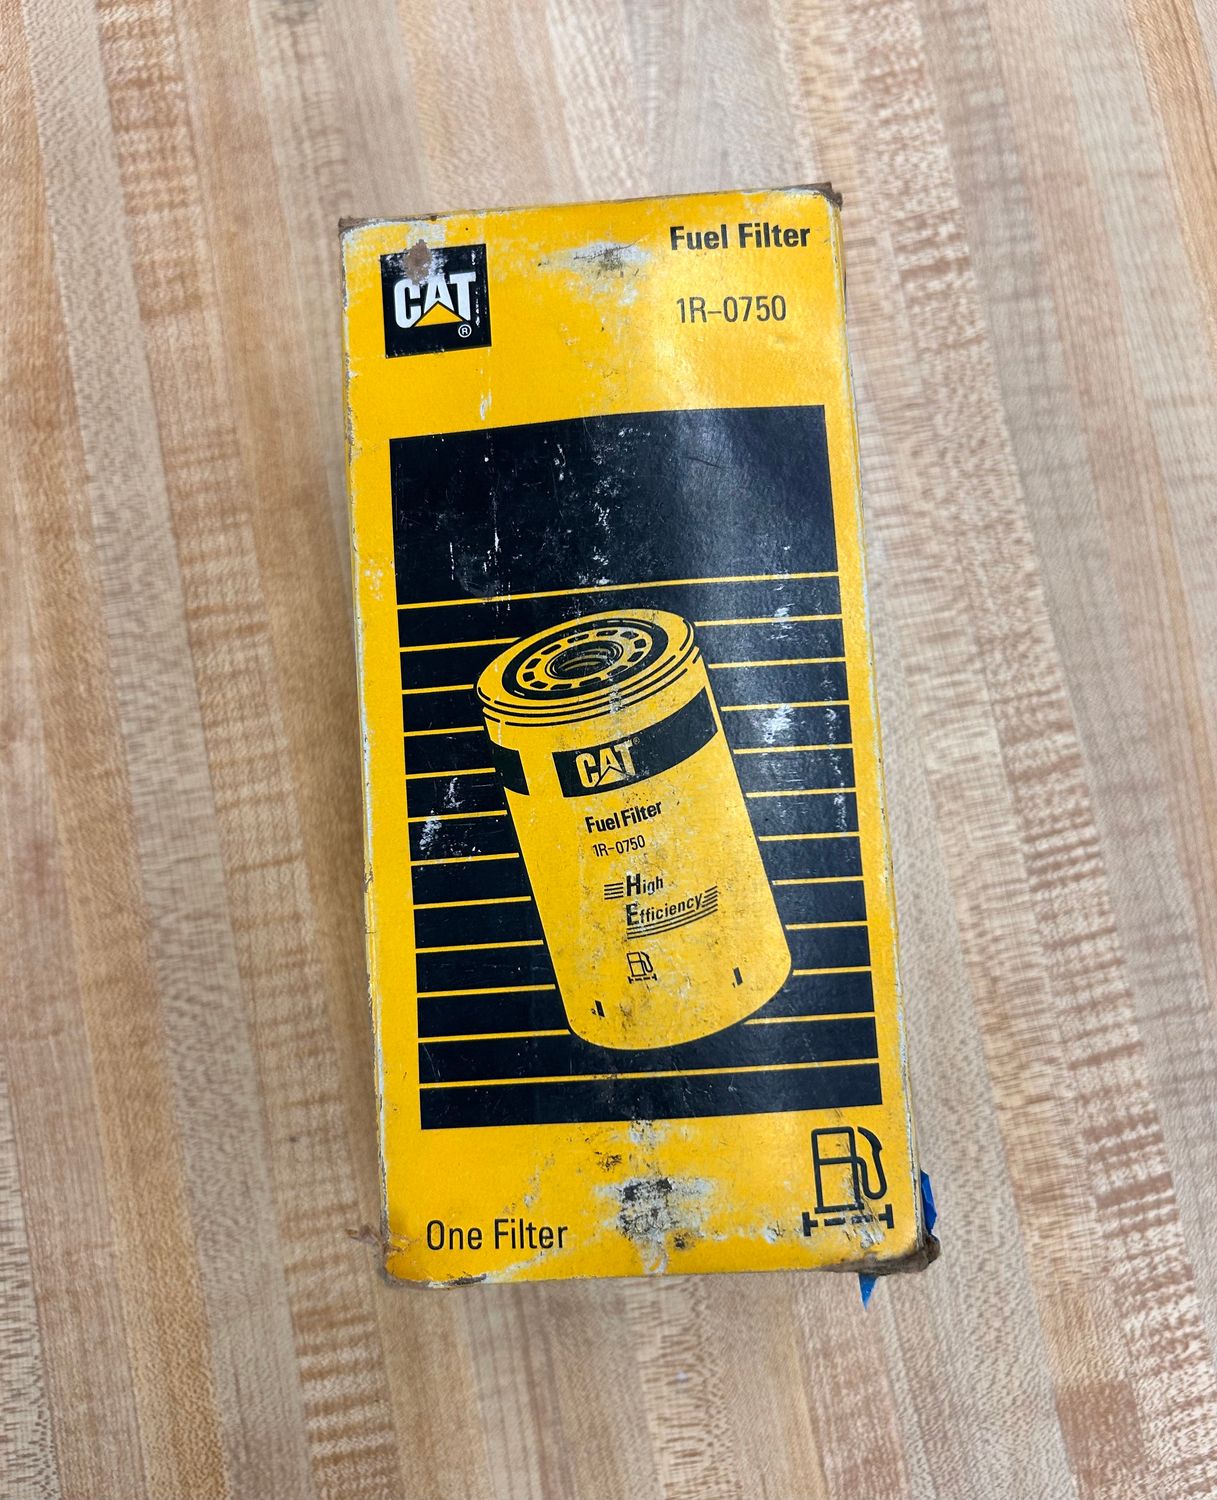 CAT
®
Fuel Filter
1R-0750
CAT®
Fuel Filter
1R-0750
High
Efficiency
One Filter